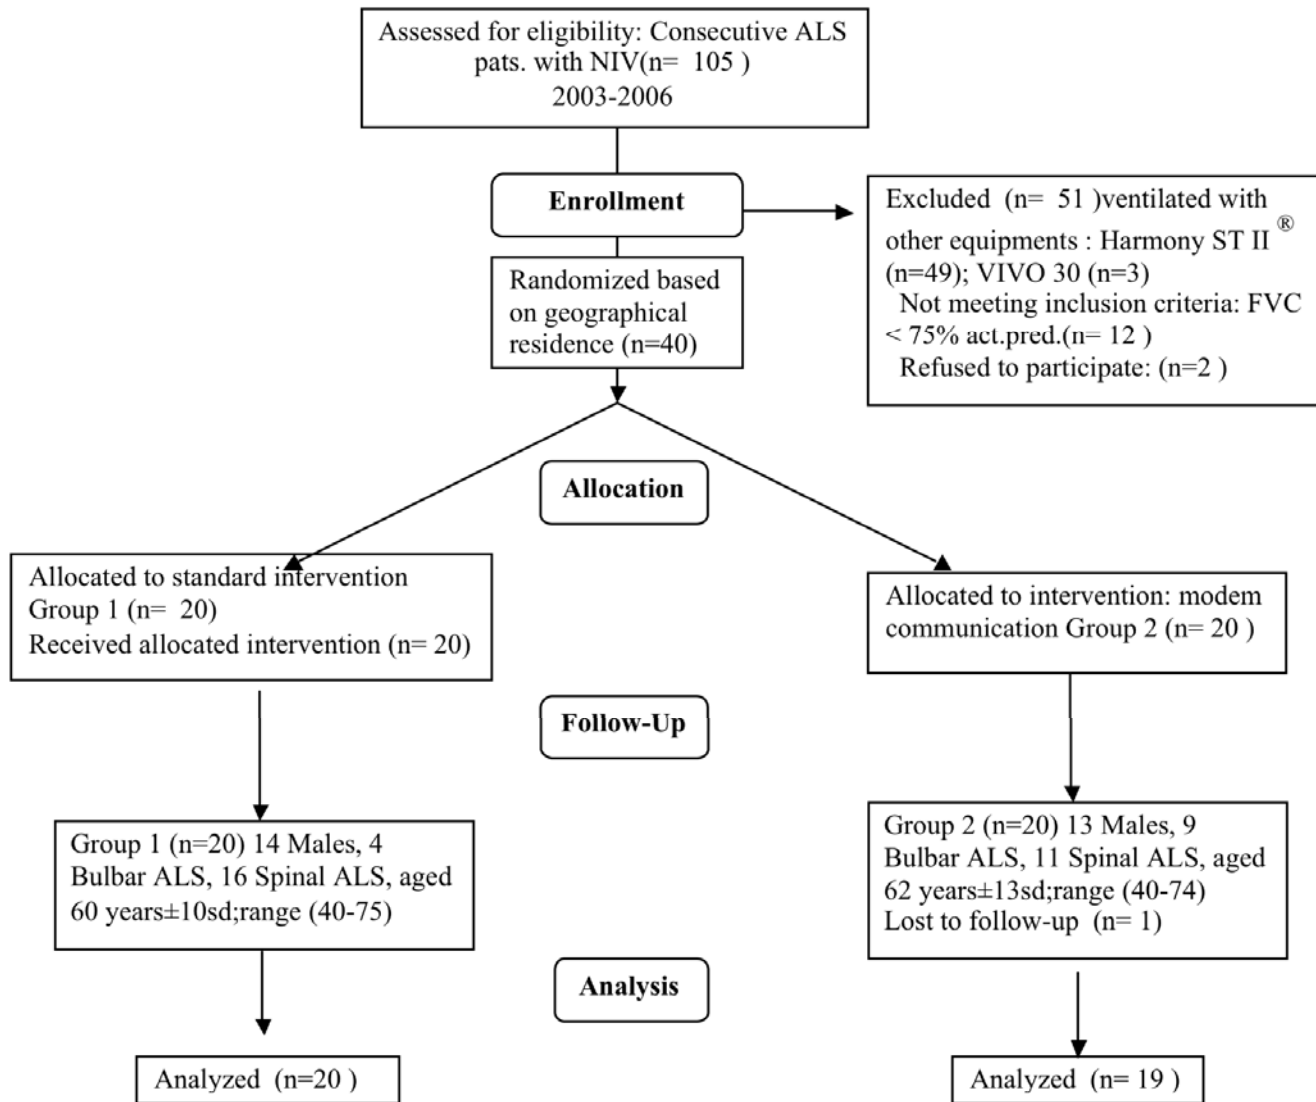 Assessed for eligibility: Consecutive ALS
pats. with NIV(n=  105 )
2003-2006
Enrollment
Excluded  (n=  51 )ventilated with
other equipments : Harmony ST II ®
(n=49); VIVO 30 (n=3)
Not meeting inclusion criteria: FVC
< 75% act.pred.(n= 12 )
Refused to participate: (n=2 )
Randomized based
on geographical
residence (n=40)
Allocation
Allocated to standard intervention
Group 1 (n=  20)
Received allocated intervention (n= 20)
Allocated to intervention: modem
communication Group 2 (n= 20 )
Follow-Up
Group 1 (n=20) 14 Males, 4
Bulbar ALS, 16 Spinal ALS, aged
60 years±10sd;range (40-75)
Group 2 (n=20) 13 Males, 9
Bulbar ALS, 11 Spinal ALS, aged
62 years±13sd;range (40-74)
Lost to follow-up  (n= 1)
Analysis
Analyzed  (n=20 )
Analyzed  (n= 19 )